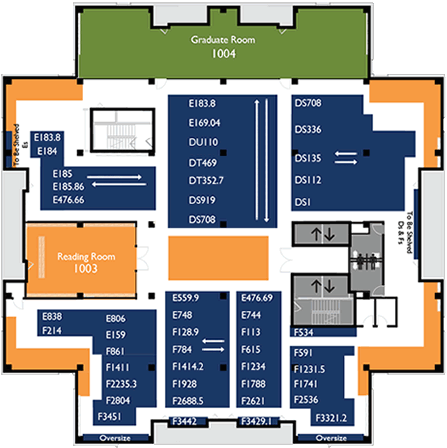 Graduate Room
1004
E183.8
E169.04
DU110
DT469
DT352.7
DS919
DS708
DS708
DS336
DS135
DS112
DS1
To Be Shelved
Es
E183.8
E184
E185
E185.86
E476.66
To Be Shelved
Ds & Fs
Reading Room
1003
E838
F214
E806
E159
F861
F1411
F2235.3
F2804
F3451
E559.9
E748
F128.9
F784
F1414.2
F1928
F2688.5
F3442
E476.69
E744
F113
F615
F1234
F1788
F2621
F3429.1
F534
F591
F1231.5
F1741
F2536
F3321.2
Oversize
Oversize